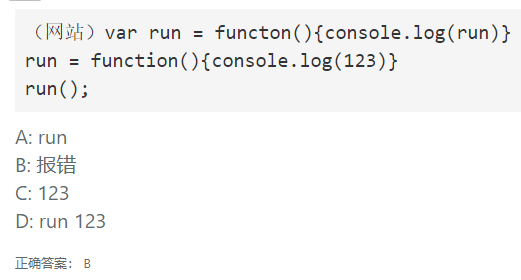 （网站）var run = functon(){console.log(run)}
run = function(){console.log(123)}
run();
A: run
B: 报错
C: 123
D: run 123
正确答案： B